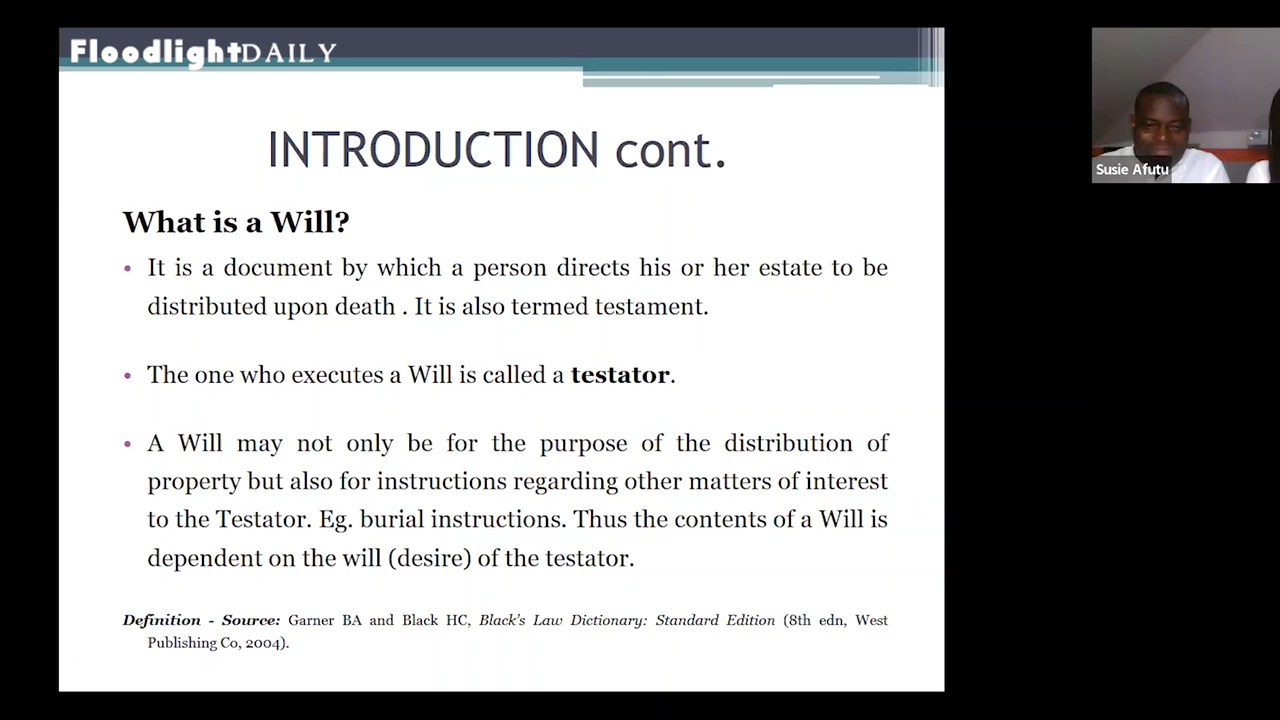 FloodlightDAILY
INTRODUCTION cont.
What is a Will?
• It is a document by which a person directs his or her estate to be
distributed upon death . It is also termed testament.
• The one who executes a Will is called a testator.
• A Will may not only be for the purpose of the distribution of
property but also for instructions regarding other matters of interest
to the Testator. Eg. burial instructions. Thus the contents of a Will is
dependent on the will (desire) of the testator.
Definition - Source: Garner BA and Black HC, Black's Law Dictionary: Standard Edition (8th edn, West
Publishing Co, 2004).
Susie Afutu